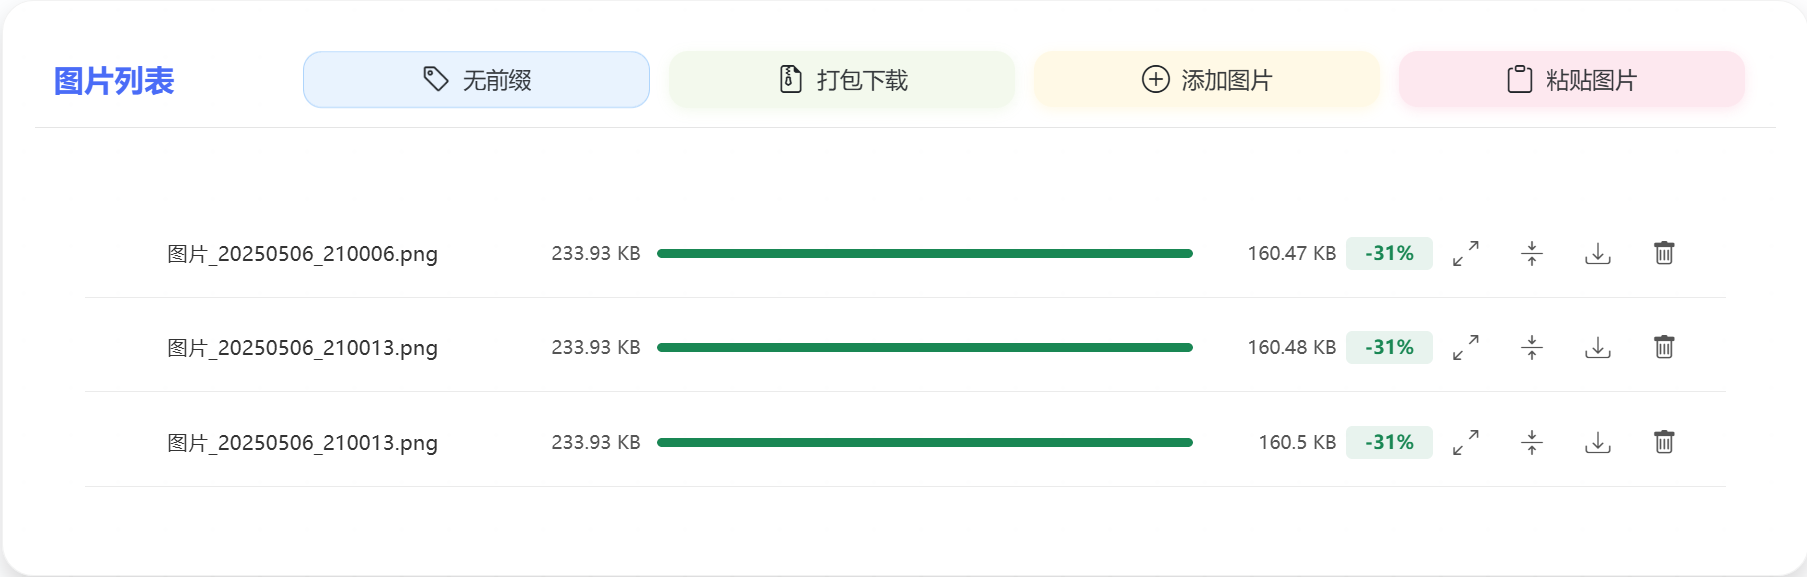 图片列表 无前缀 打包下载 添加图片 粘贴图片
图片_20250506_210006.png 233.93 KB 160.47 KB -31%
图片_20250506_210013.png 233.93 KB 160.48 KB -31%
图片_20250506_210013.png 233.93 KB 160.5 KB -31%